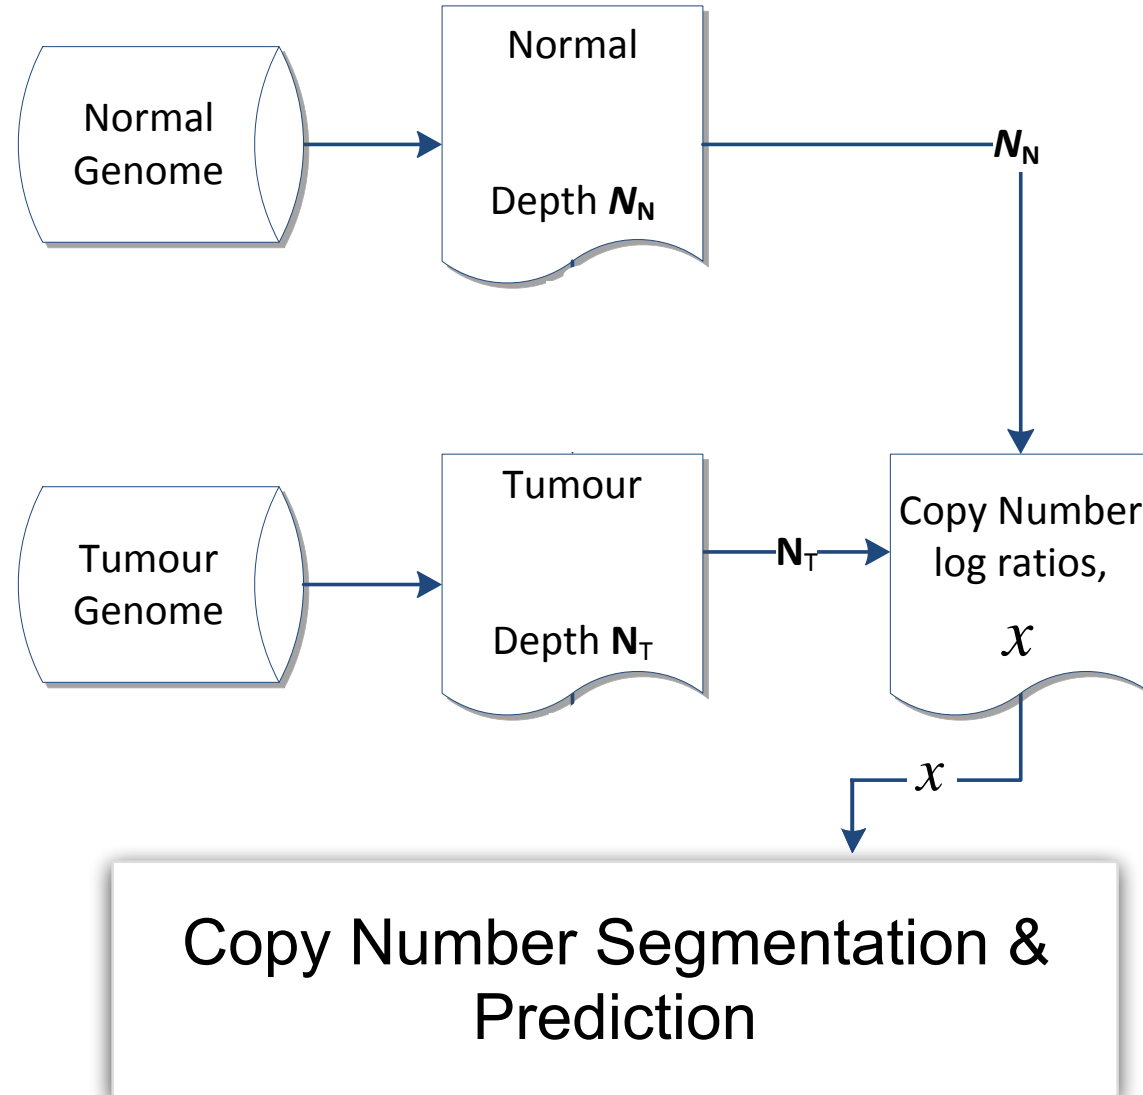 Normal
Genome
Normal
Depth N_N
N_N
Tumour
Genome
Tumour
Depth N_T
N_T
Copy Number
log ratios,
x
x
Copy Number Segmentation &
Prediction